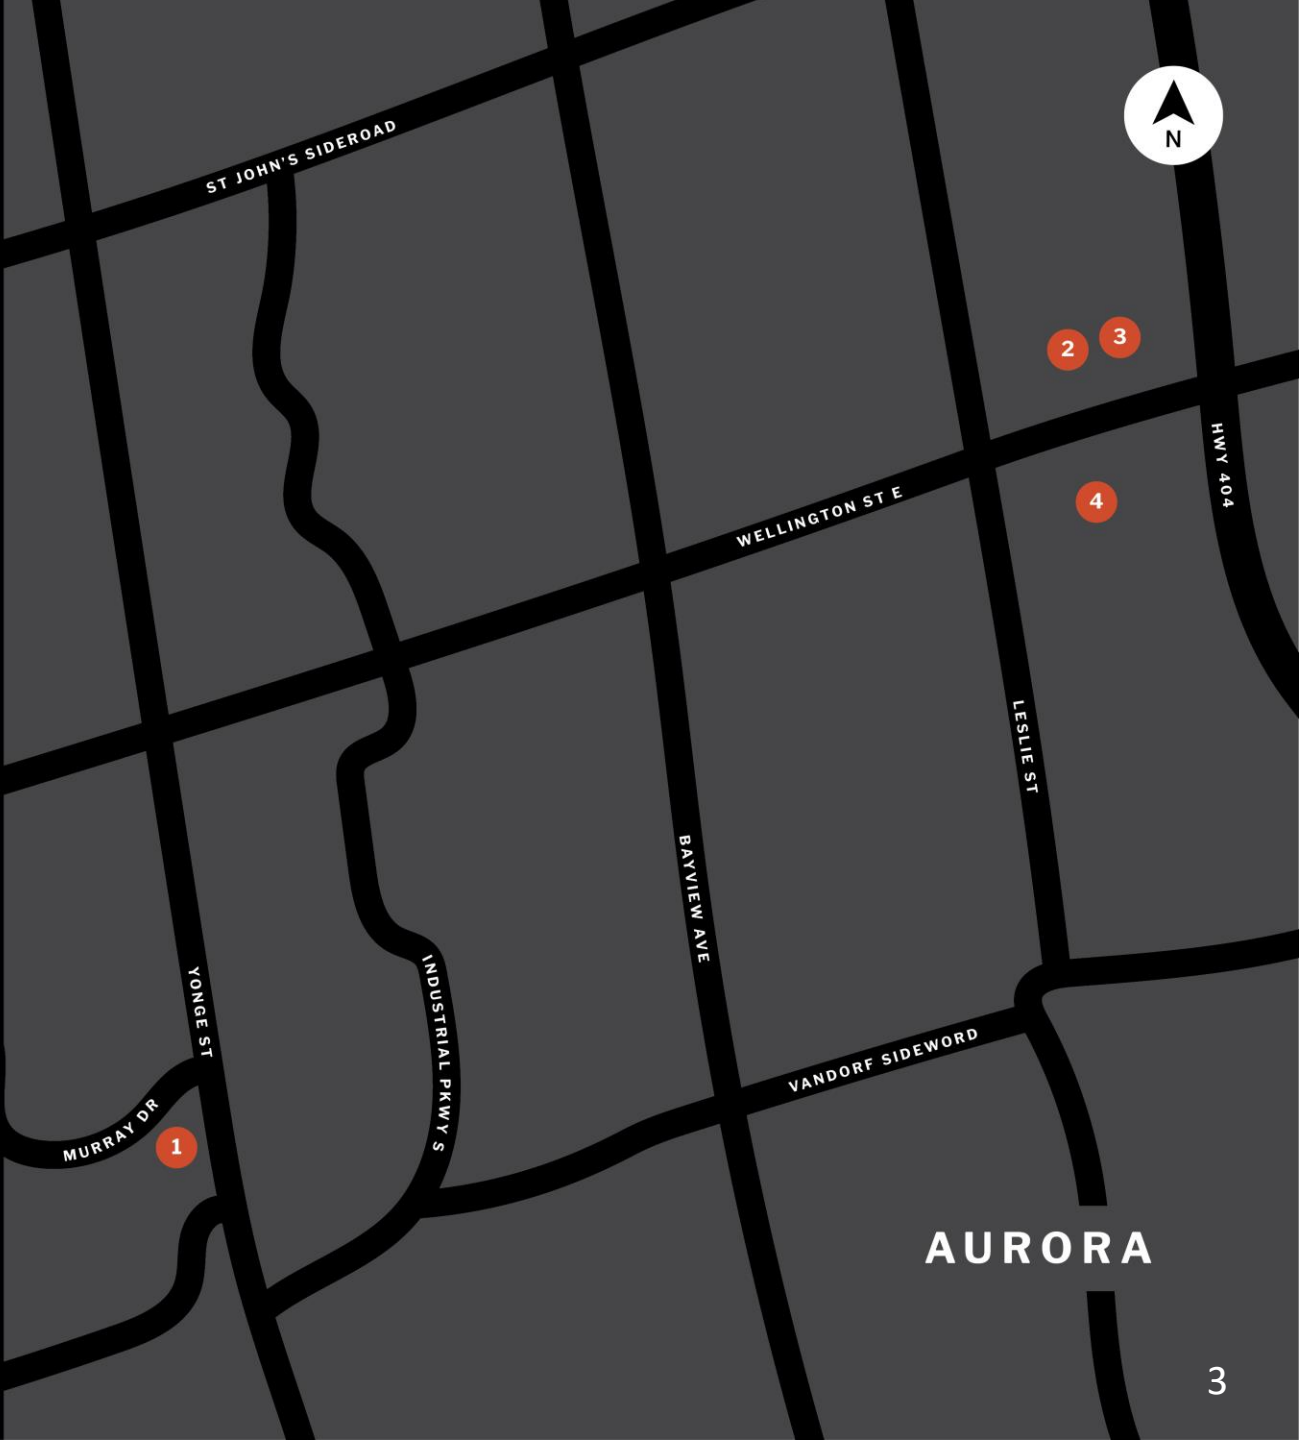 ST JOHN'S SIDEROAD
N
2
3
HWY 404
WELLINGTON ST E
4
LESLIE ST
BAYVIEW AVE
INDUSTRIAL PKWY S
YONGE ST
VANDORF SIDEWORD
MURRAY DR
1
AURORA
3